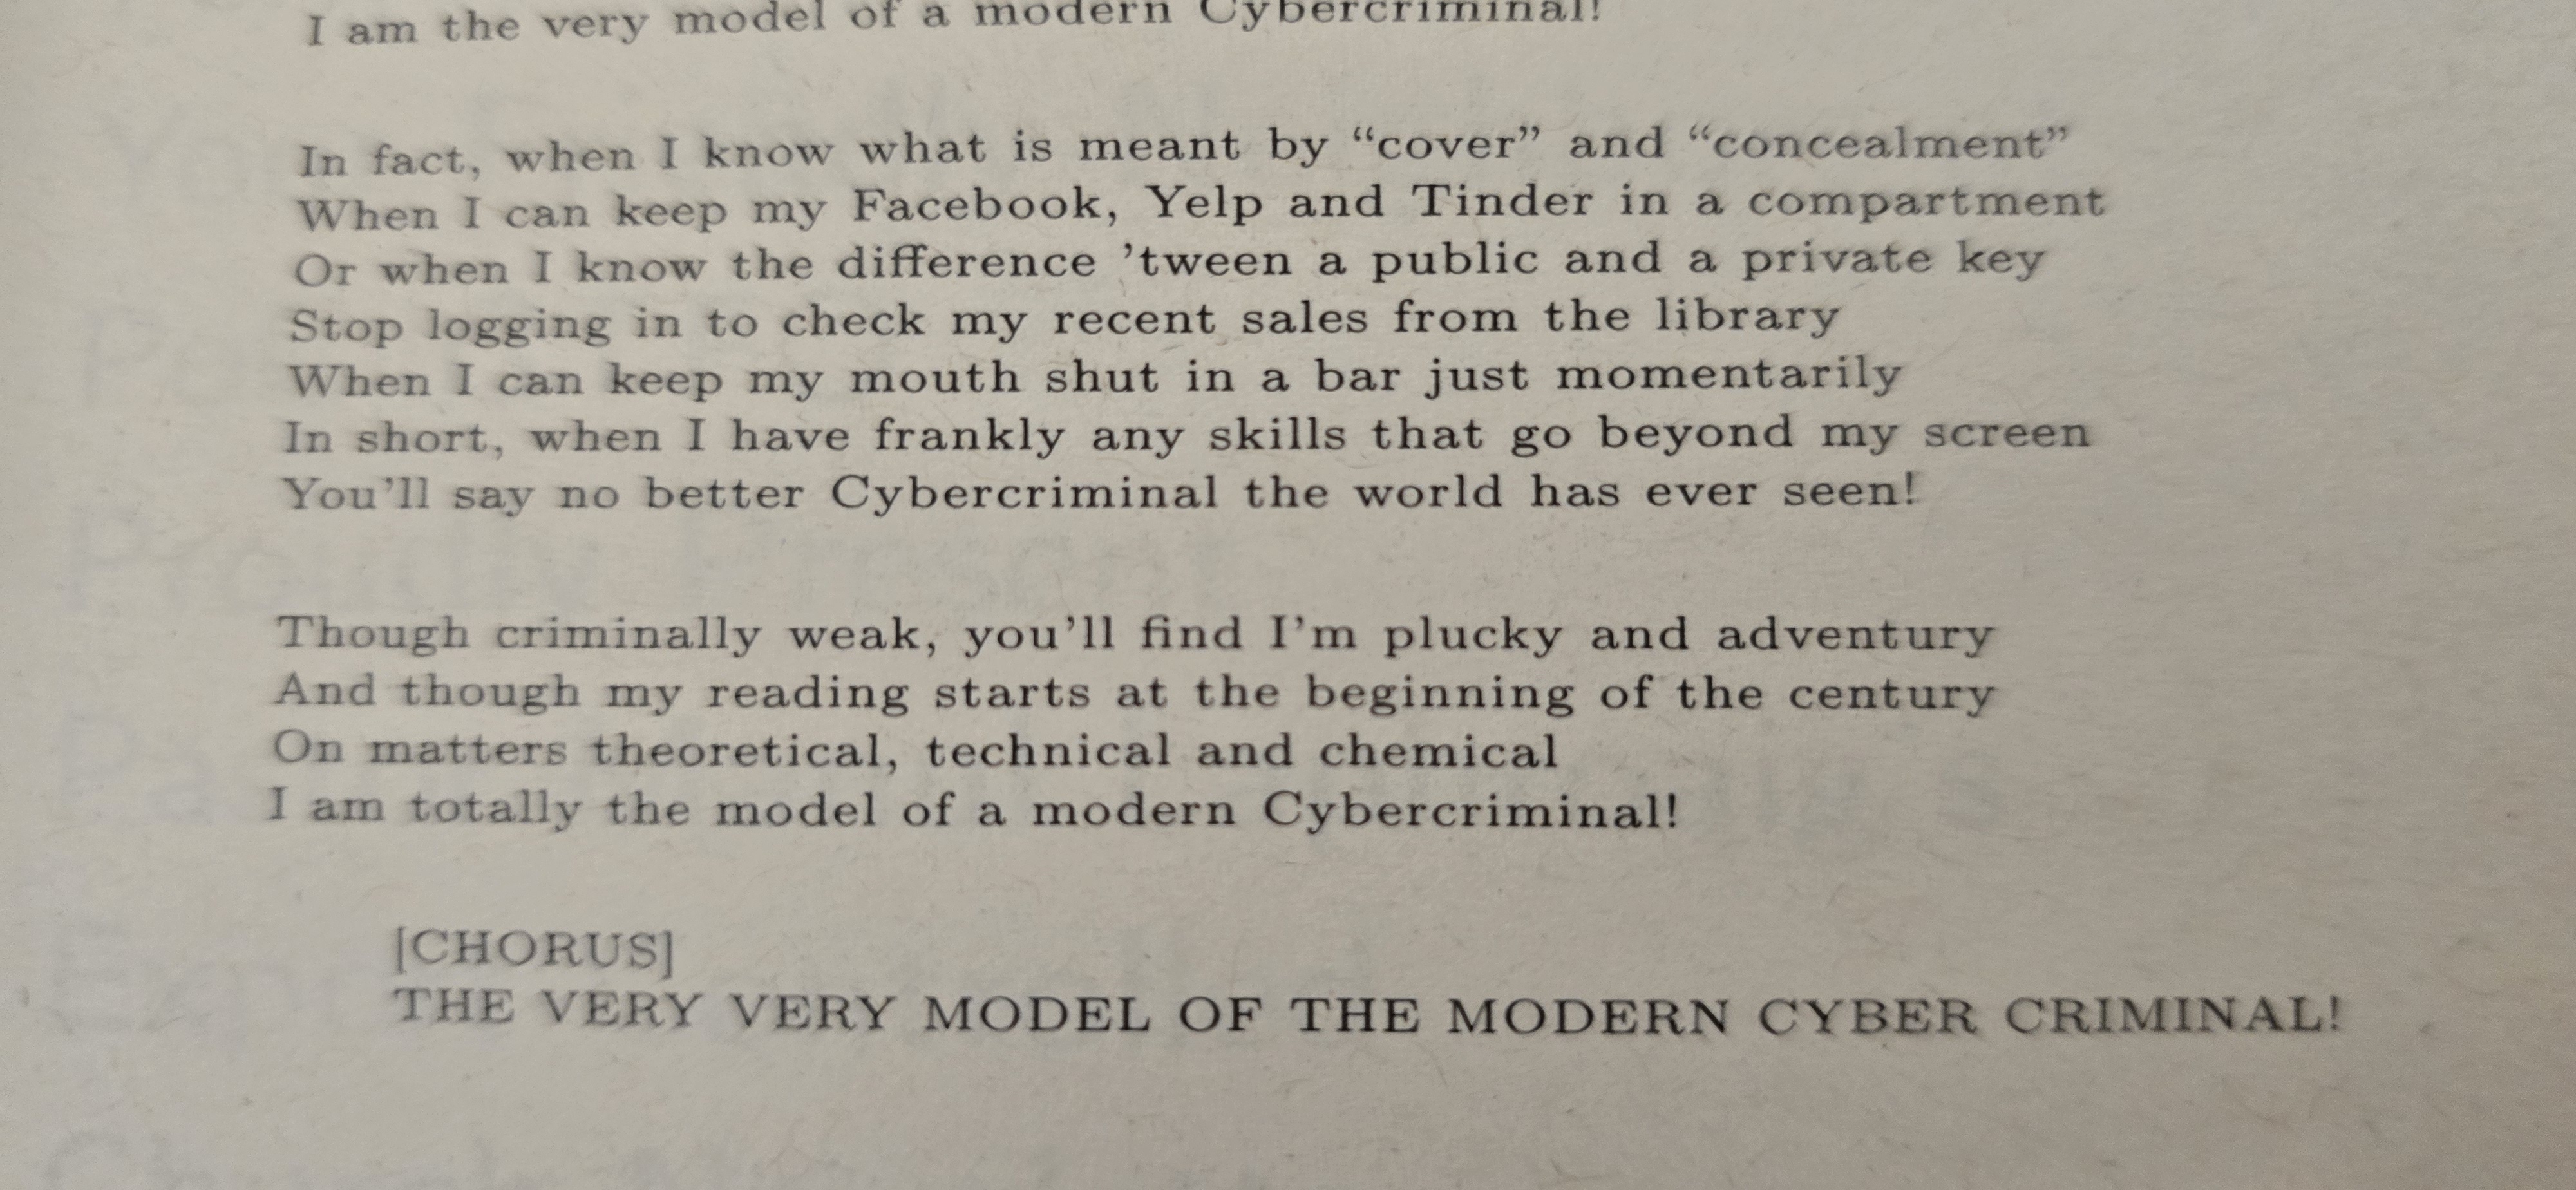 I am the very model of a modern Cybercriminal!
In fact, when I know what is meant by “cover” and “concealment”
When I can keep my Facebook, Yelp and Tinder in a compartment
Or when I know the difference ’tween a public and a private key
Stop logging in to check my recent sales from the library
When I can keep my mouth shut in a bar just momentarily
In short, when I have frankly any skills that go beyond my screen
You’ll say no better Cybercriminal the world has ever seen!
Though criminally weak, you’ll find I’m plucky and adventury
And though my reading starts at the beginning of the century
On matters theoretical, technical and chemical
I am totally the model of a modern Cybercriminal!
[CHORUS]
THE VERY VERY MODEL OF THE MODERN CYBER CRIMINAL!